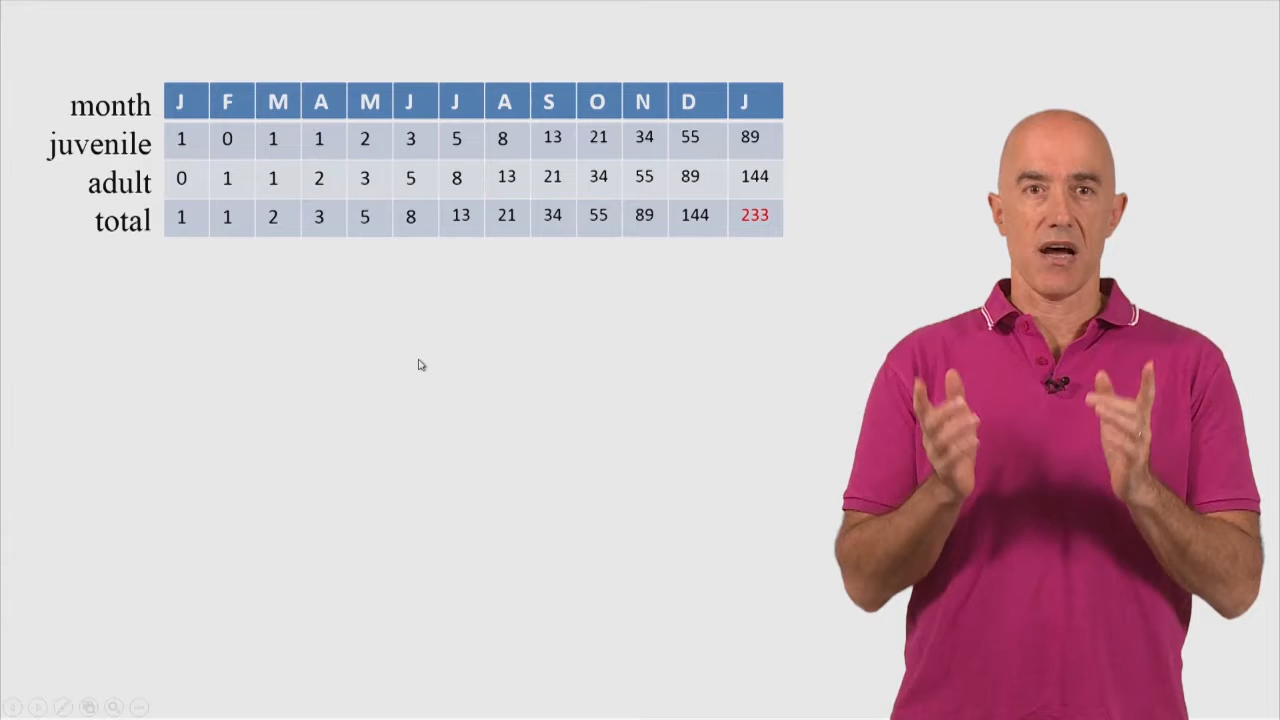 month J F M A M J J A S O N D J
juvenile 1 0 1 1 2 3 5 8 13 21 34 55 89
adult 0 1 1 2 3 5 8 13 21 34 55 89 144
total 1 1 2 3 5 8 13 21 34 55 89 144 233